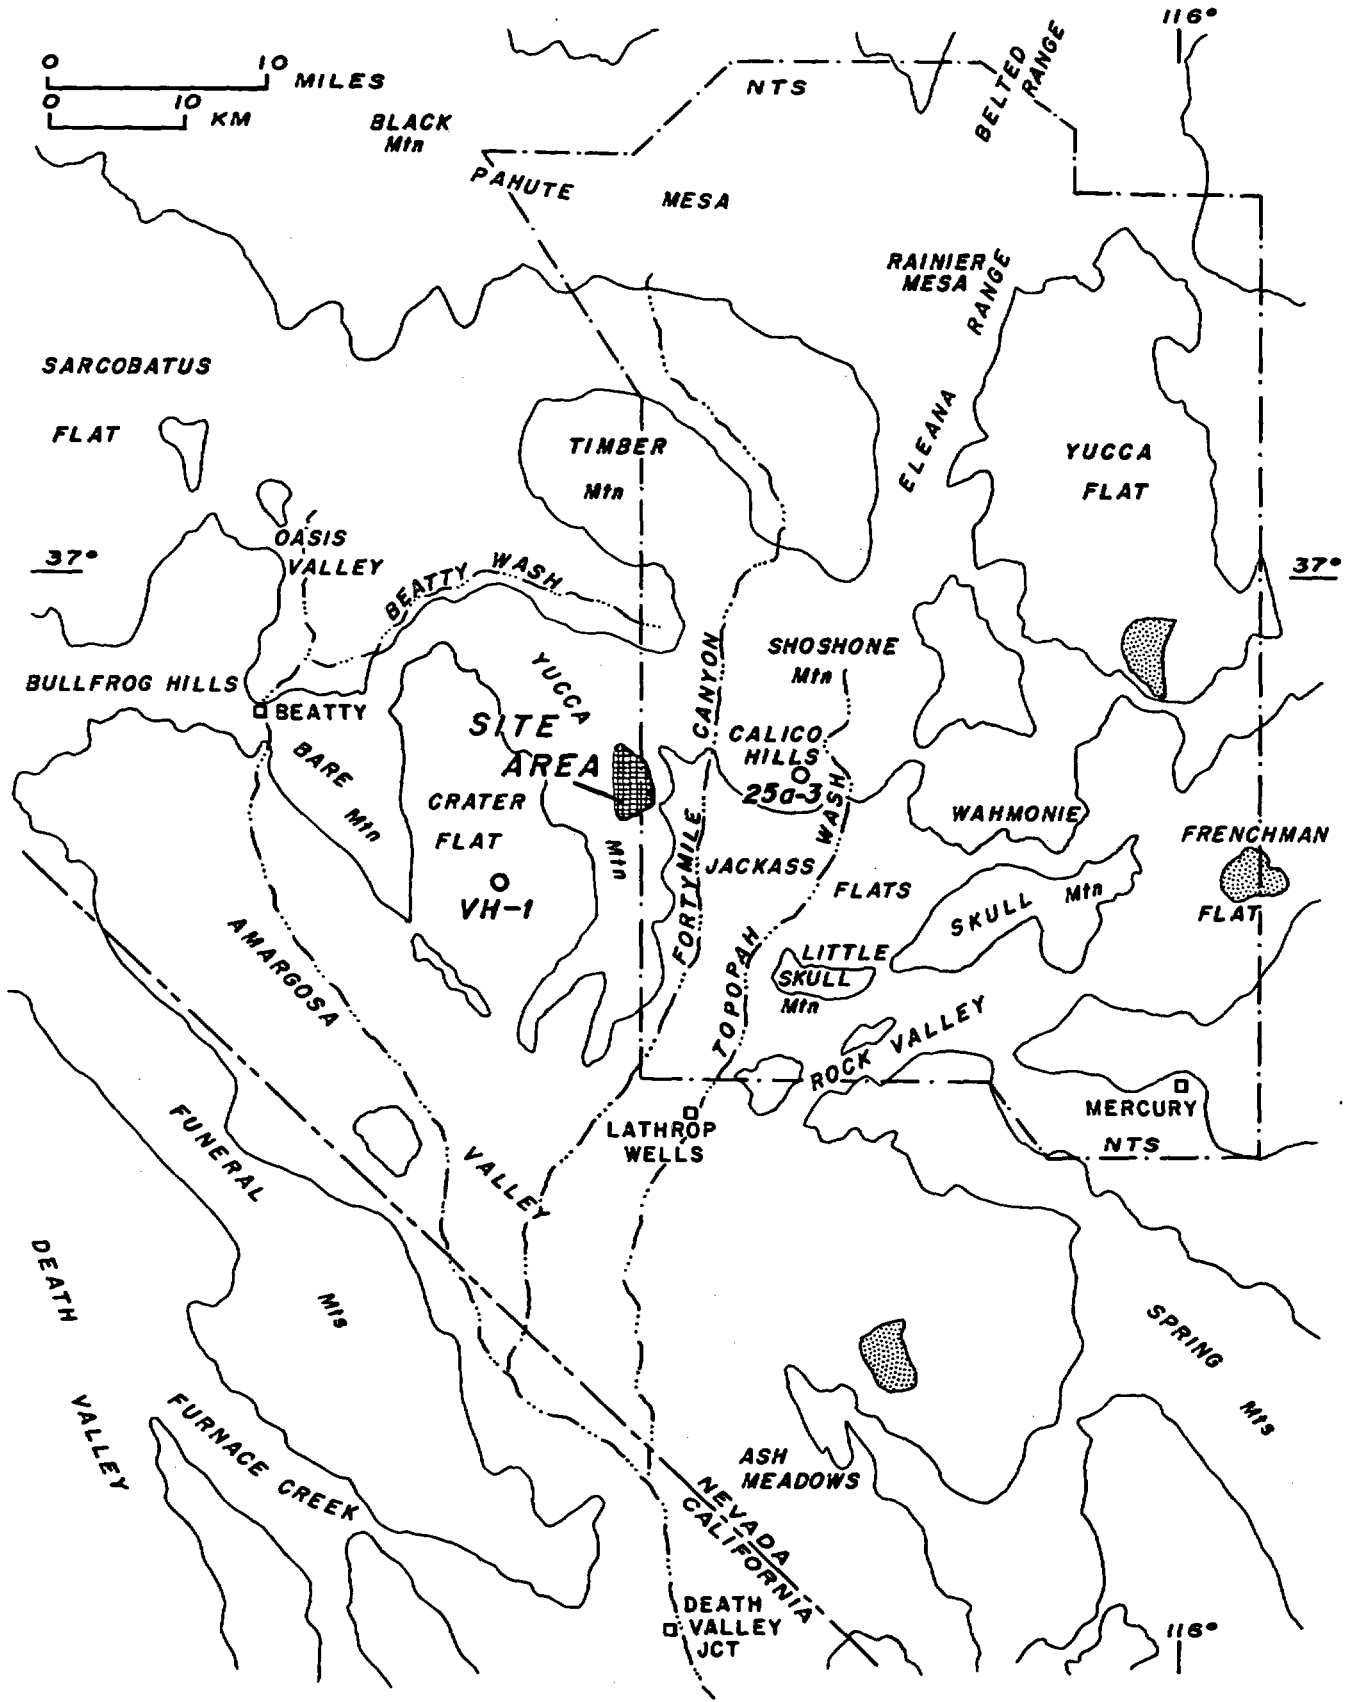 116°
0 10 MILES
0 10 KM
BLACK
Mtn
NTS
BELTED
RANGE
PAHUTE MESA
RAINIER
MESA
ELEANA RANGE
SARCOBATUS
FLAT
TIMBER
Mtn
YUCCA
FLAT
OASIS
VALLEY
37°
37°
BEATTY WASH
BULLFROG HILLS
BEATTY
YUCCA
Mtn
SITE
AREA
FORTYMILE CANYON
SHOSHONE
Mtn
CALICO
HILLS
25a-3
BARE
Mtn
CRATER
FLAT
VH-1
TOPOPAH WASH
JACKASS
FLATS
WAHMONIE
FRENCHMAN
FLAT
SKULL Mtn
LITTLE
SKULL
Mtn
AMARGOSA
VALLEY
ROCK VALLEY
LATHROP
WELLS
MERCURY
NTS
FUNERAL
Mts
DEATH
VALLEY
SPRING
Mts
FURNACE CREEK
ASH
MEADOWS
NEVADA
CALIFORNIA
DEATH
VALLEY
JCT
116°